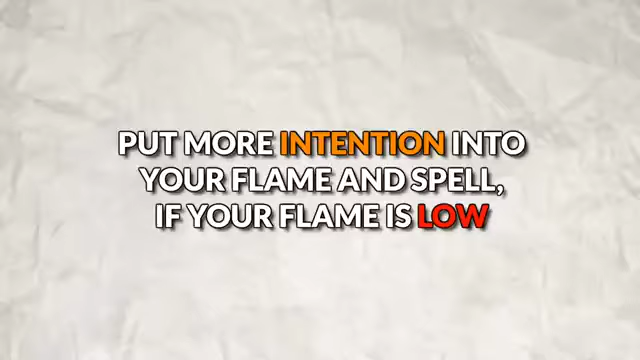 PUT MORE INTENTION INTO
YOUR FLAME AND SPELL,
IF YOUR FLAME IS LOW